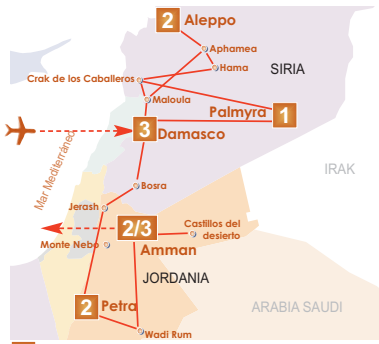 2 Aleppo
Aphamea
Hama
SIRIA
Crak de los Caballeros
Maloula
Palmyra
1
3 Damasco
Mar Mediterráneo
IRAK
Bosra
Jerash
2/3
Castillos del
desierto
Monte Nebo
Amman
JORDANIA
2 Petra
ARABIA SAUDI
Wadi Rum